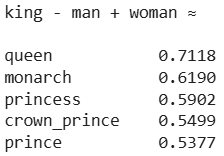 king - man + woman ≈
queen 0.7118
monarch 0.6190
princess 0.5902
crown_prince 0.5499
prince 0.5377